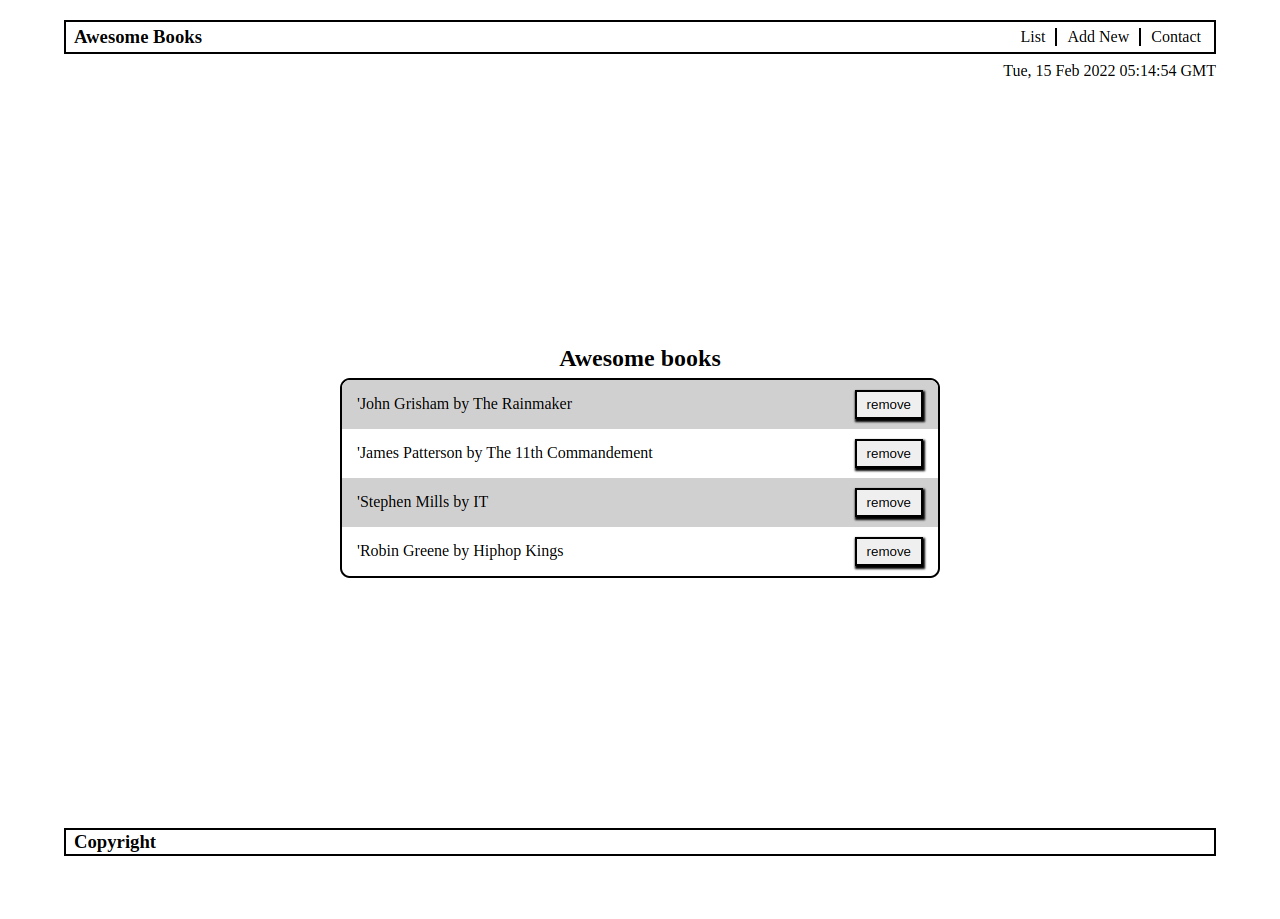 Awesome Books
List
Add New
Contact
Tue, 15 Feb 2022 05:14:54 GMT
Awesome books
'John Grisham by The Rainmaker remove
'James Patterson by The 11th Commandement remove
'Stephen Mills by IT remove
'Robin Greene by Hiphop Kings remove
Copyright